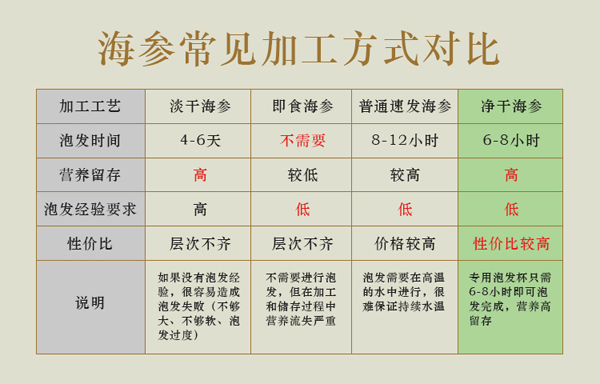 海参常见加工方式对比
加工工艺 淡干海参 即食海参 普通速发海参 净干海参
泡发时间 4-6天 不需要 8-12小时 6-8小时
营养留存 高 较低 较高 高
泡发经验要求 高 低 低 低
性价比 层次不齐 层次不齐 价格较高 性价比较高
说明
如果没有泡发经
验，很容易造成
泡发失败（不够
大、不够软、泡
发过度）
不需要进行泡
发，但在加工
和储存过程中
营养流失严重
泡发需要在高温
的水中进行，很
难保证持续水温
专用泡发杯只需
6-8小时即可泡
发完成，营养高
留存